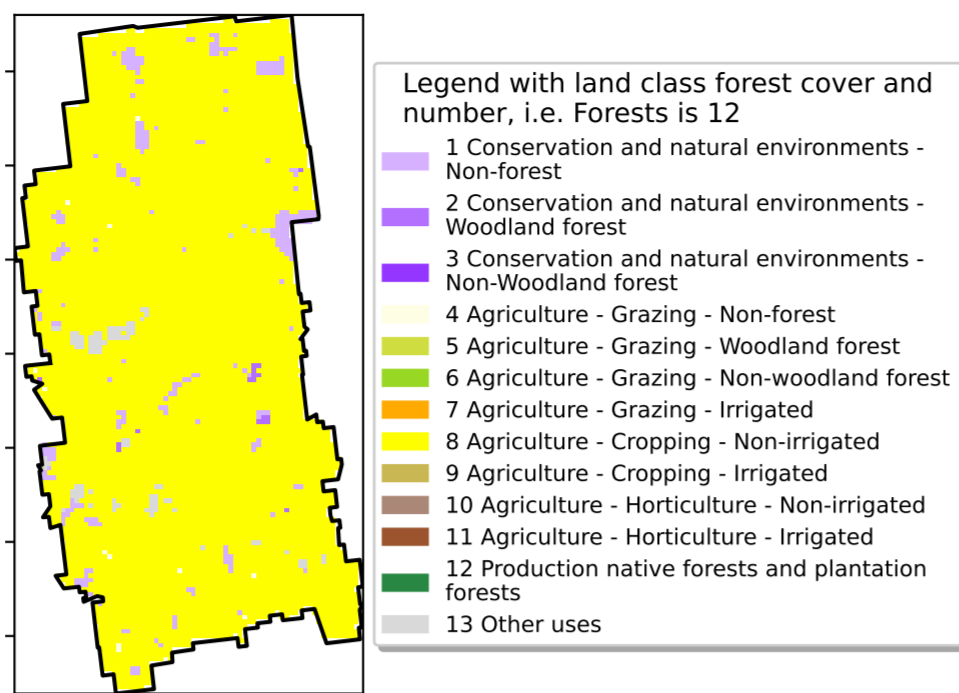 Legend with land class forest cover and
number, i.e. Forests is 12
1 Conservation and natural environments -
Non-forest
2 Conservation and natural environments -
Woodland forest
3 Conservation and natural environments -
Non-Woodland forest
4 Agriculture - Grazing - Non-forest
5 Agriculture - Grazing - Woodland forest
6 Agriculture - Grazing - Non-woodland forest
7 Agriculture - Grazing - Irrigated
8 Agriculture - Cropping - Non-irrigated
9 Agriculture - Cropping - Irrigated
10 Agriculture - Horticulture - Non-irrigated
11 Agriculture - Horticulture - Irrigated
12 Production native forests and plantation
forests
13 Other uses